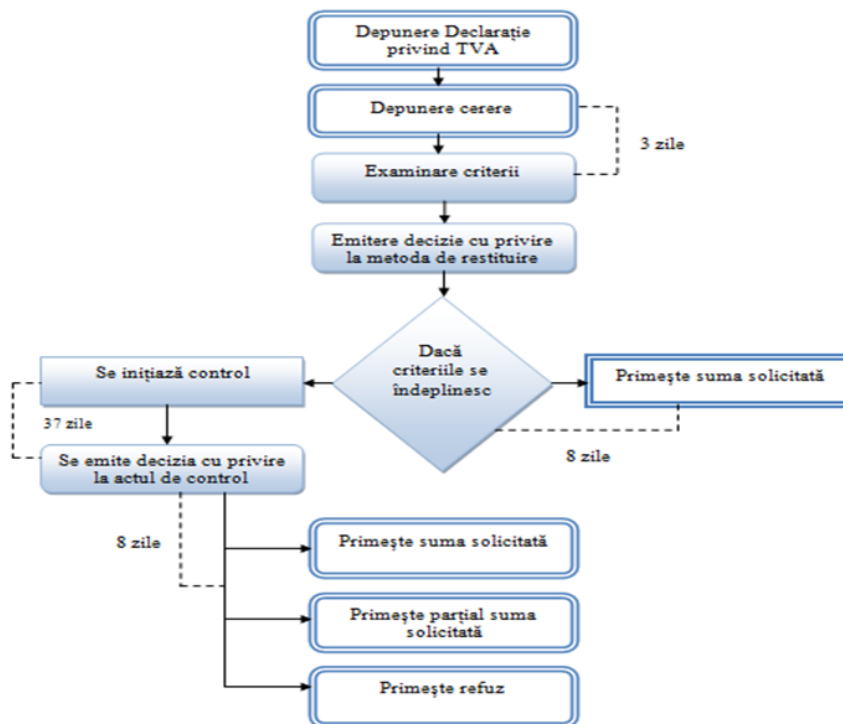 Depunere Declarație
privind TVA
Depunere cerere
3 zile
Examinare criterii
Emitere decizie cu privire
la metoda de restituire
Dacă
criteriile se
îndeplinesc
Se inițiază control
Primește suma solicitată
37 zile
8 zile
Se emite decizia cu privire
la actul de control
8 zile
Primește suma solicitată
Primește parțial suma
solicitată
Primește refuz